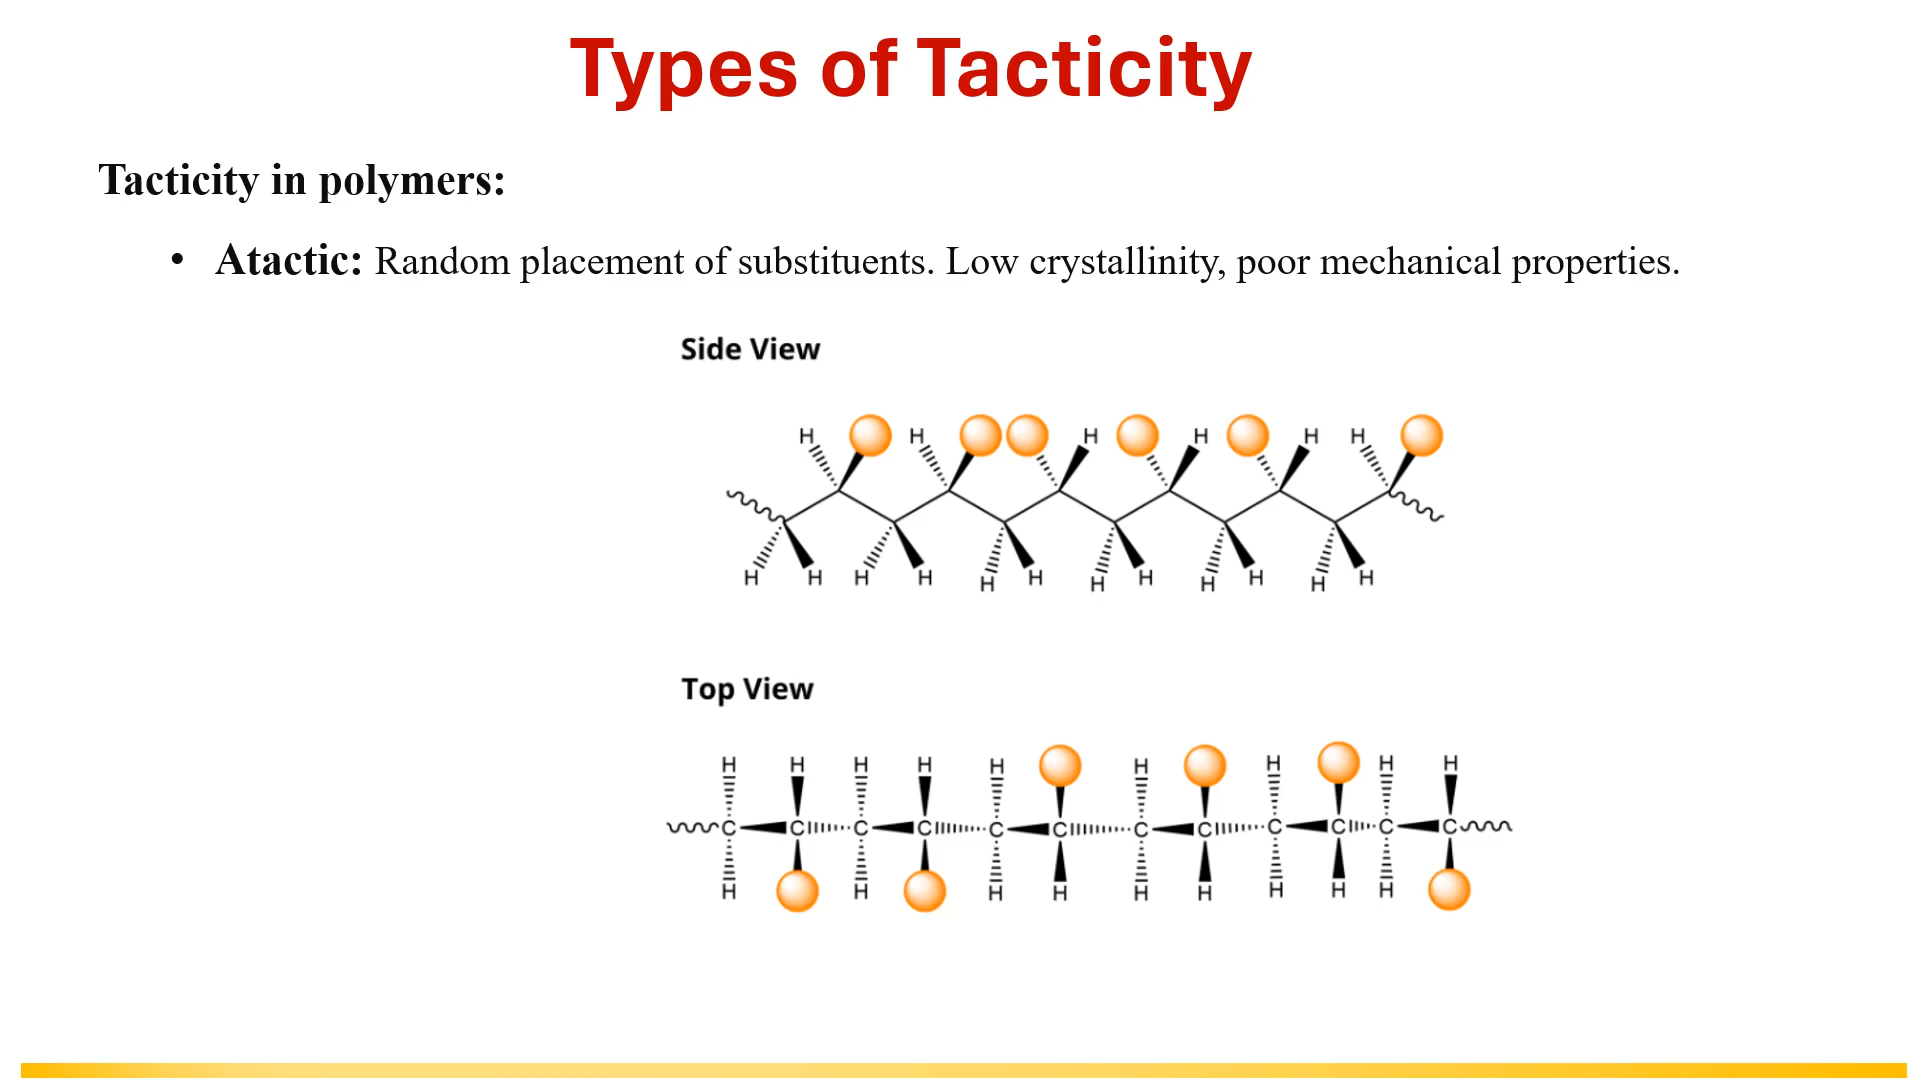 Types of Tacticity
Tacticity in polymers:
• Atactic: Random placement of substituents. Low crystallinity, poor mechanical properties.
Side View
H H H H H H
H H H H H H H H H H H H
Top View
H H H H H H H H H
C C C C C C C C C C C C
H H H H H H H H H